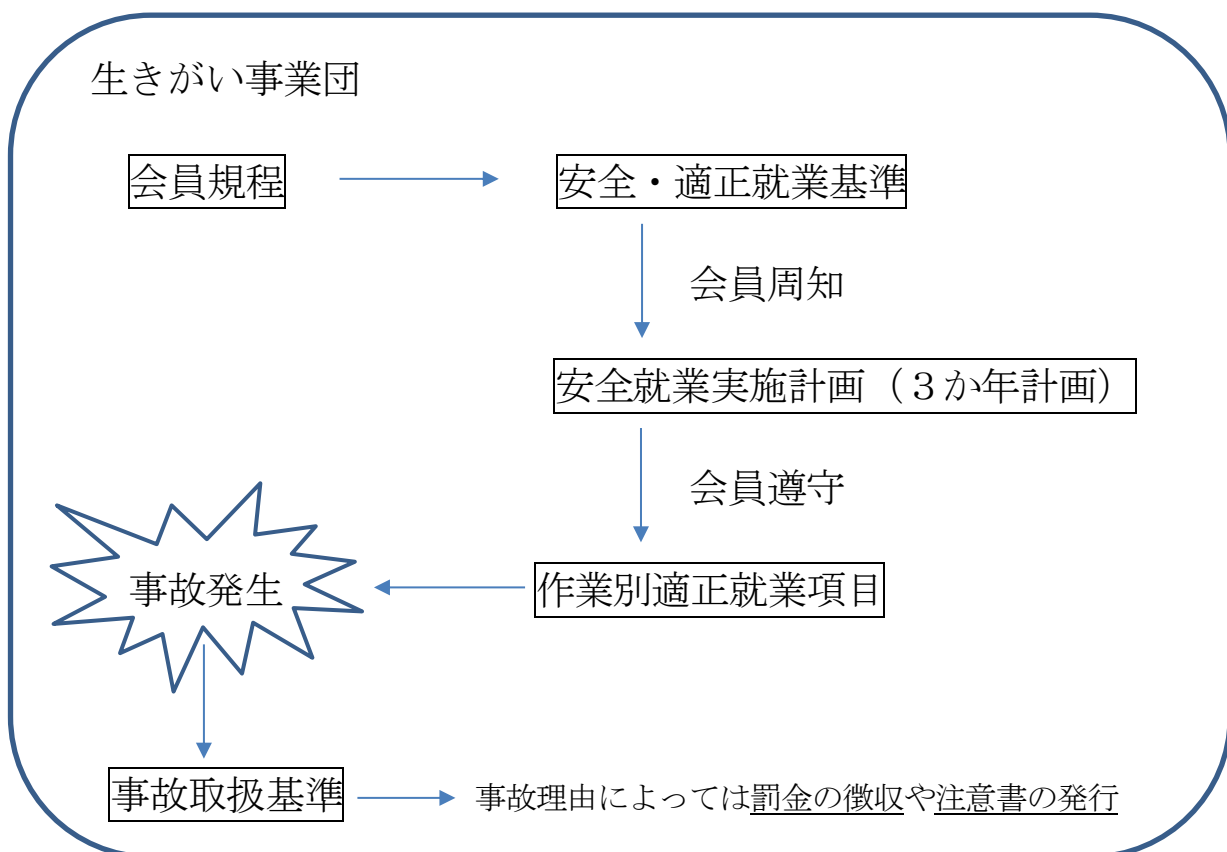 生きがい事業団
会員規程
安全・適正就業基準
会員周知
安全就業実施計画（３か年計画）
会員遵守
事故発生
作業別適正就業項目
事故取扱基準
事故理由によっては罰金の徴収や注意書の発行